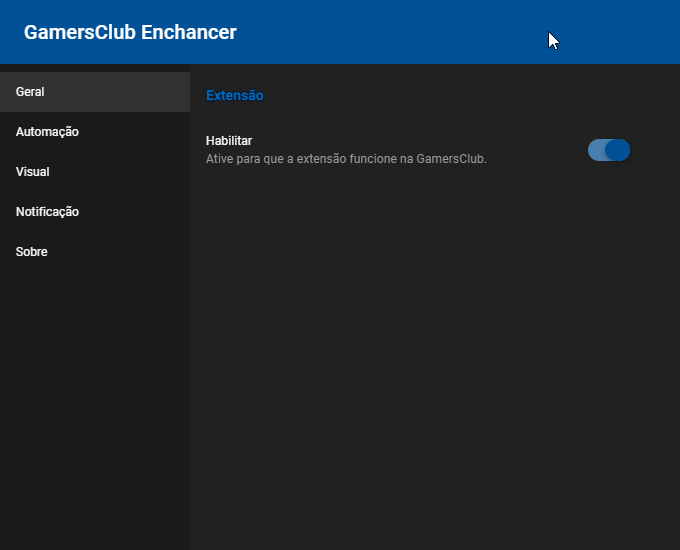 GamersClub Enchancer
Geral
Automação
Visual
Notificação
Sobre
Extensão
Habilitar
Ative para que a extensão funcione na GamersClub.